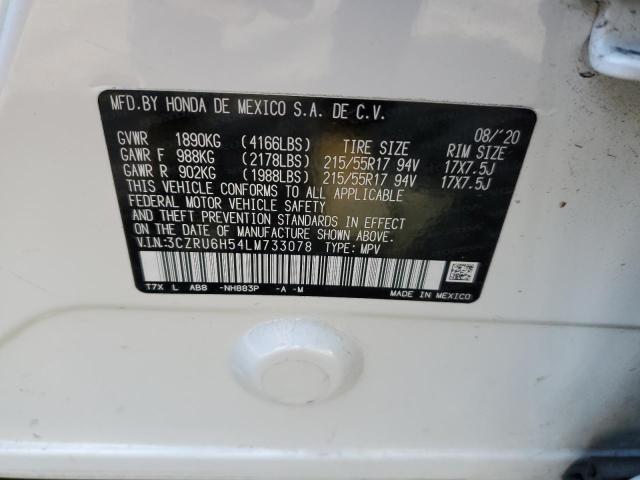 MFD.BY HONDA DE MEXICO S.A. DE C.V. 08/'20
GVWR 1890KG (4166LBS) TIRE SIZE RIM SIZE
GAWR F 988KG (2178LBS) 215/55R17 94V 17X7.5J
GAWR R 902KG (1988LBS) 215/55R17 94V 17X7.5J
THIS VEHICLE CONFORMS TO ALL APPLICABLE
FEDERAL MOTOR VEHICLE SAFETY
AND THEFT PREVENTION STANDARDS IN EFFECT
ON THE DATE OF MANUFACTURE SHOWN ABOVE.
V.I.N:3CZRU6H54LM733078 TYPE: MPV
T7X L AB8 -NH883P -A -M MADE IN MEXICO